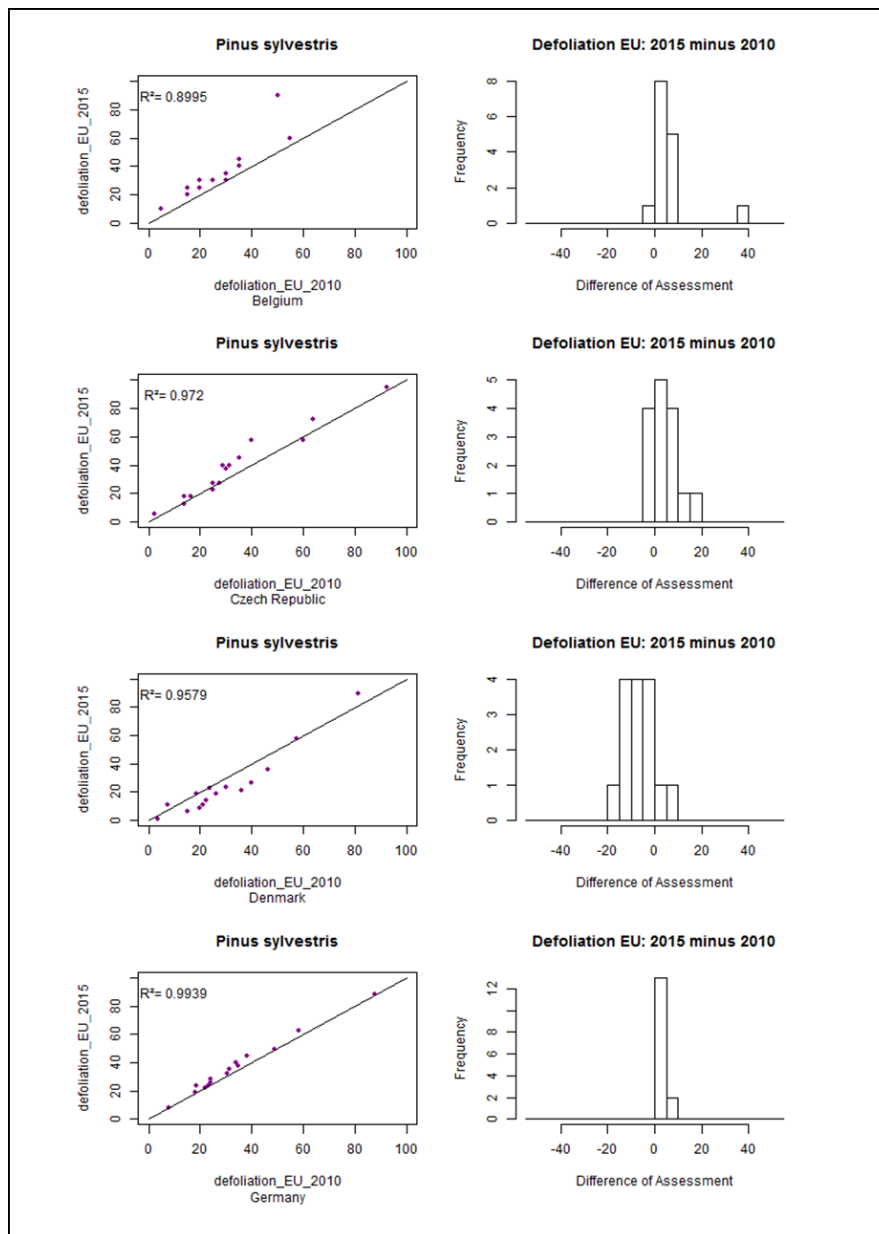 Pinus sylvestris
R²= 0.8995
defoliation_EU_2015
0 20 40 60 80
0 20 40 60 80 100
defoliation_EU_2010
Belgium
Defoliation EU: 2015 minus 2010
Frequency
0 2 4 6 8
-40 -20 0 20 40
Difference of Assessment
Pinus sylvestris
R²= 0.972
defoliation_EU_2015
0 20 40 60 80
0 20 40 60 80 100
defoliation_EU_2010
Czech Republic
Defoliation EU: 2015 minus 2010
Frequency
0 1 2 3 4 5
-40 -20 0 20 40
Difference of Assessment
Pinus sylvestris
R²= 0.9579
defoliation_EU_2015
0 20 40 60 80
0 20 40 60 80 100
defoliation_EU_2010
Denmark
Defoliation EU: 2015 minus 2010
Frequency
0 1 2 3 4
-40 -20 0 20 40
Difference of Assessment
Pinus sylvestris
R²= 0.9939
defoliation_EU_2015
0 20 40 60 80
0 20 40 60 80 100
defoliation_EU_2010
Germany
Defoliation EU: 2015 minus 2010
Frequency
0 2 4 6 8 12
-40 -20 0 20 40
Difference of Assessment